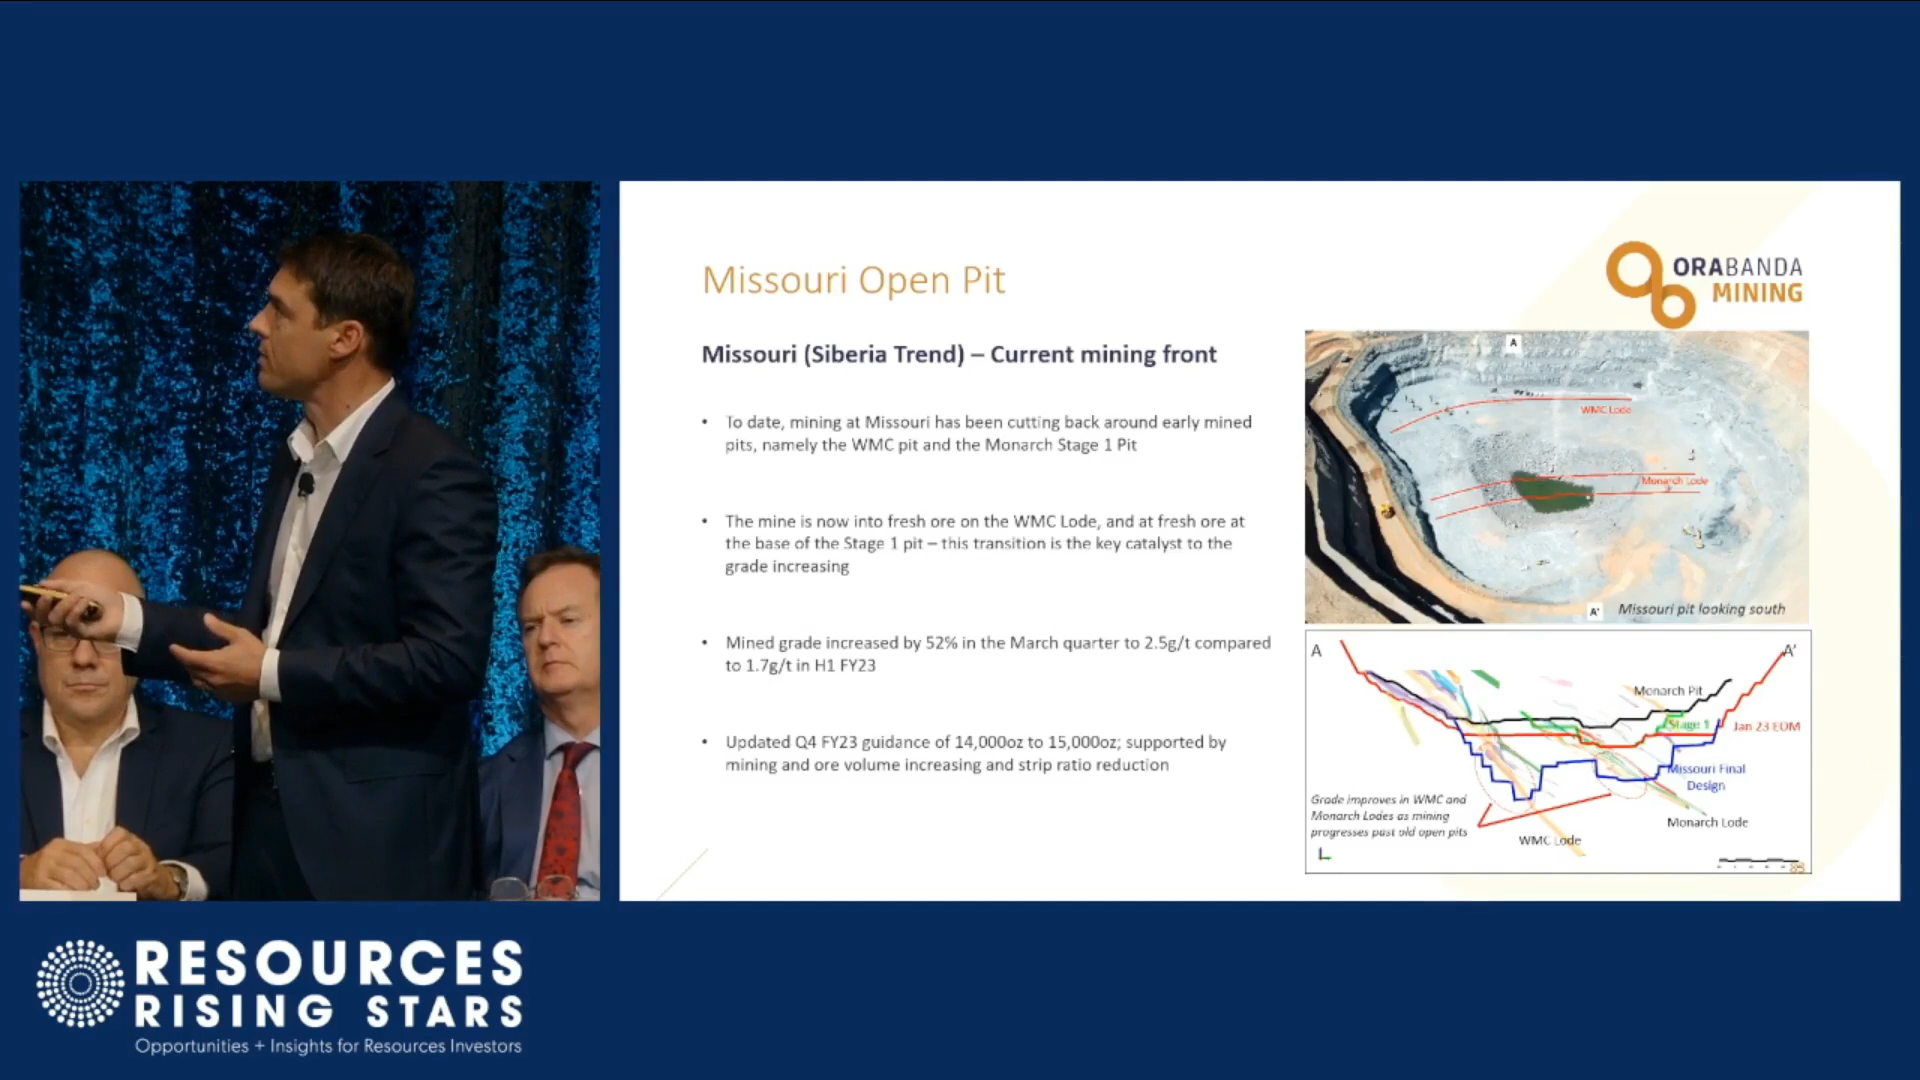 Missouri Open Pit
ORABANDA
MINING
Missouri (Siberia Trend) – Current mining front
• To date, mining at Missouri has been cutting back around early mined
pits, namely the WMC pit and the Monarch Stage 1 Pit
• The mine is now into fresh ore on the WMC Lode, and at fresh ore at
the base of the Stage 1 pit – this transition is the key catalyst to the
grade increasing
• Mined grade increased by 52% in the March quarter to 2.5g/t compared
to 1.7g/t in H1 FY23
• Updated Q4 FY23 guidance of 14,000oz to 15,000oz; supported by
mining and ore volume increasing and strip ratio reduction
A
WMC Lode
Monarch Lode
A'
Missouri pit looking south
A
A'
Monarch Pit
Stage 1
Jan 23 EOM
Missouri Final
Design
Grade improves in WMC and
Monarch Lodes as mining
progresses past old open pits
Monarch Lode
WMC Lode
RESOURCES
RISING STARS
Opportunities + Insights for Resources Investors